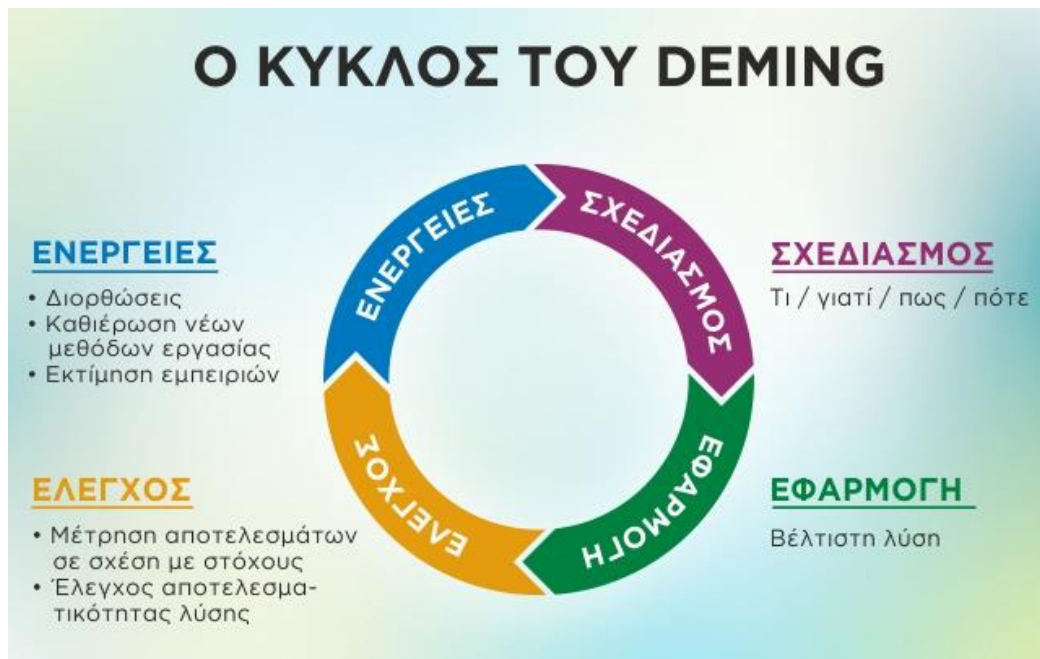 Ο ΚΥΚΛΟΣ ΤΟΥ DEMING
ΕΝΕΡΓΕΙΕΣ
ΣΧΕΔΙΑΣΜΟΣ
ΕΦΑΡΜΟΓΗ
ΕΛΕΓΧΟΣ
ΕΝΕΡΓΕΙΕΣ
• Διορθώσεις
• Καθιέρωση νέων
μεθόδων εργασίας
• Εκτίμηση εμπειριών
ΣΧΕΔΙΑΣΜΟΣ
Τι / γιατί / πως / πότε
ΕΛΕΓΧΟΣ
• Μέτρηση αποτελεσμάτων
σε σχέση με στόχους
• Έλεγχος αποτελεσμα-
τικότητας λύσης
ΕΦΑΡΜΟΓΗ
Βέλτιστη λύση